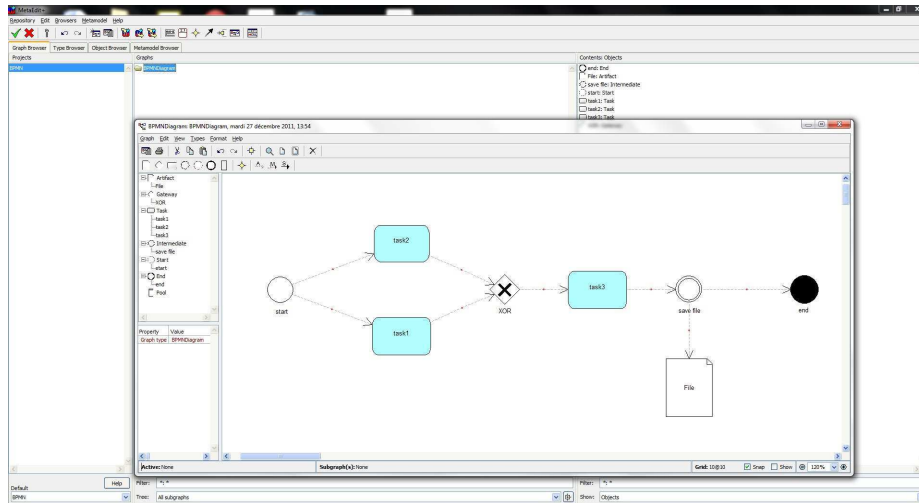 MetaEdit+
Repository Edit Browsers Metamodel Help
Graph Browser Type Browser Object Browser Metamodel Browser
Projects Graphs Contents: Objects
BPMN BPMNDiagram
end: End
File: Artifact
save file: Intermediate
start: Start
task1: Task
task2: Task
task3: Task
BPMNDiagram: BPMNDiagram, mardi 27 décembre 2011, 13:54
Graph Edit View Types Format Help
Artifact
File
Gateway
XOR
Task
task1
task2
task3
Intermediate
save file
Start
start
End
end
Pool
Property Value
Graph type BPMNDiagram
task2
start
XOR
task3
save file
end
task1
File
Active: None Subgraph(s): None Grid: 10@10 Snap Show 120%
Default Help Filter: *: * Filter: *: *
BPMN Tree: All subgraphs Show: Objects